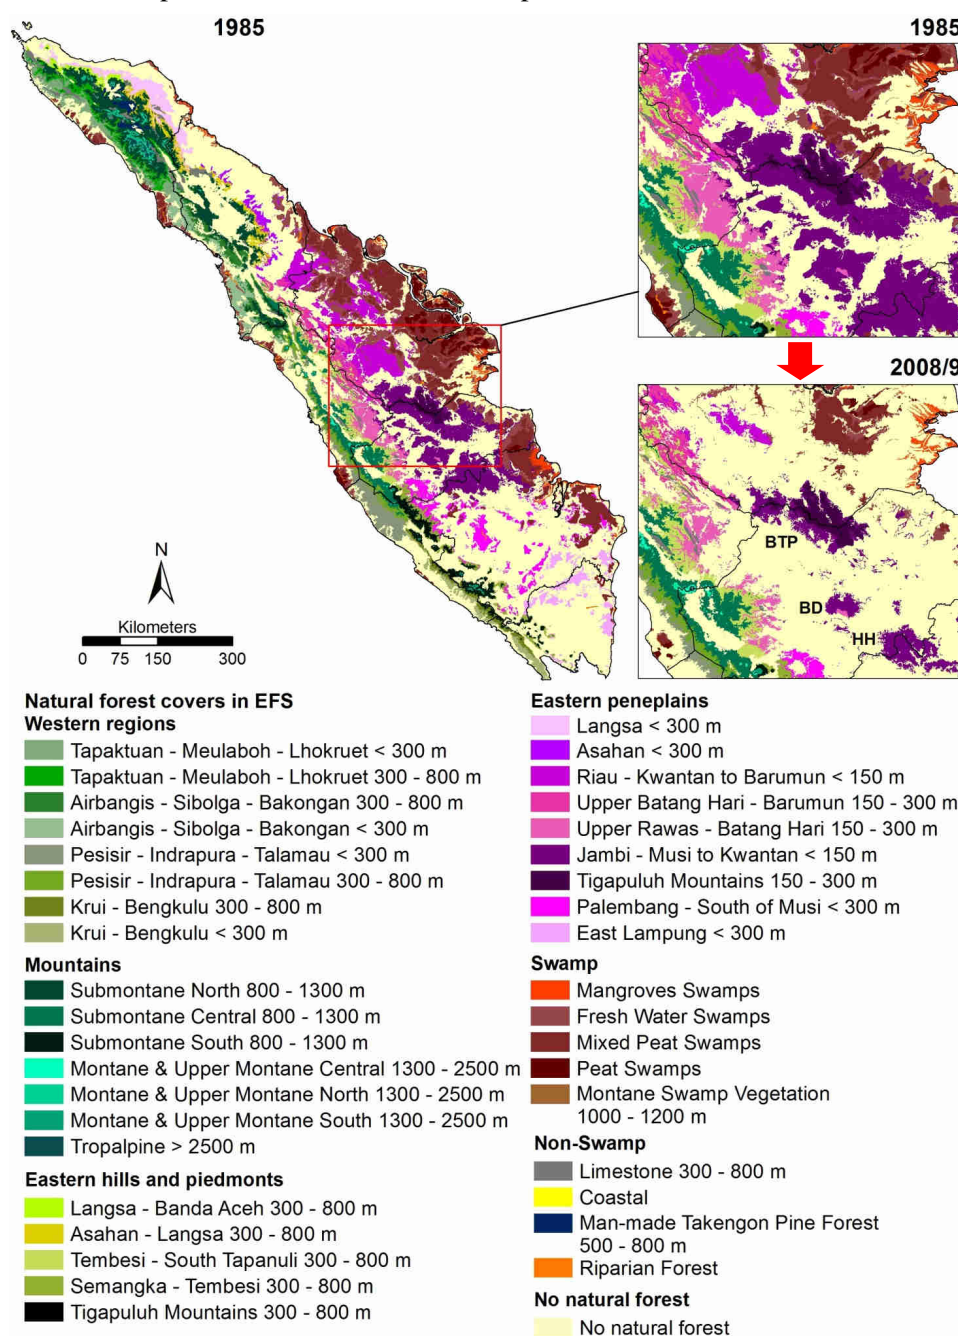 1985
1985
2008/9
BTP
BD
HH
N
Kilometers
0 75 150 300
Natural forest covers in EFS
Western regions
Tapaktuan - Meulaboh - Lhokruet < 300 m
Tapaktuan - Meulaboh - Lhokruet 300 - 800 m
Airbangis - Sibolga - Bakongan 300 - 800 m
Airbangis - Sibolga - Bakongan < 300 m
Pesisir - Indrapura - Talamau < 300 m
Pesisir - Indrapura - Talamau 300 - 800 m
Krui - Bengkulu 300 - 800 m
Krui - Bengkulu < 300 m
Mountains
Submontane North 800 - 1300 m
Submontane Central 800 - 1300 m
Submontane South 800 - 1300 m
Montane & Upper Montane Central 1300 - 2500 m
Montane & Upper Montane North 1300 - 2500 m
Montane & Upper Montane South 1300 - 2500 m
Tropalpine > 2500 m
Eastern hills and piedmonts
Langsa - Banda Aceh 300 - 800 m
Asahan - Langsa 300 - 800 m
Tembesi - South Tapanuli 300 - 800 m
Semangka - Tembesi 300 - 800 m
Tigapuluh Mountains 300 - 800 m
Eastern peneplains
Langsa < 300 m
Asahan < 300 m
Riau - Kwantan to Barumun < 150 m
Upper Batang Hari - Barumun 150 - 300 m
Upper Rawas - Batang Hari 150 - 300 m
Jambi - Musi to Kwantan < 150 m
Tigapuluh Mountains 150 - 300 m
Palembang - South of Musi < 300 m
East Lampung < 300 m
Swamp
Mangroves Swamps
Fresh Water Swamps
Mixed Peat Swamps
Peat Swamps
Montane Swamp Vegetation
1000 - 1200 m
Non-Swamp
Limestone 300 - 800 m
Coastal
Man-made Takengon Pine Forest
500 - 800 m
Riparian Forest
No natural forest
No natural forest